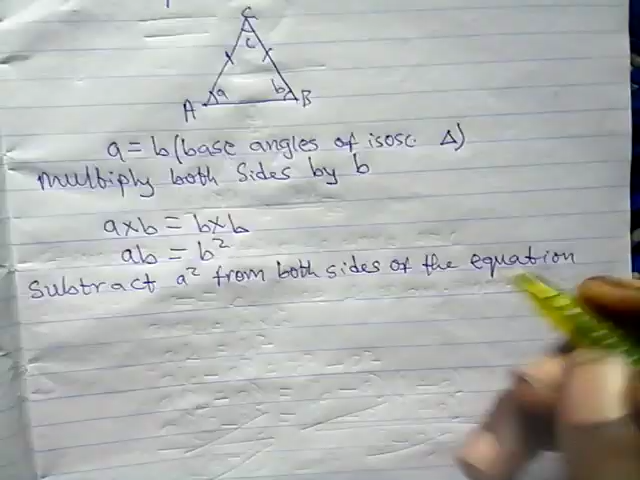 C
c
A a b B
a = b (base angles of isosc. Δ)
Multiply both sides by b
a×b = b×b
ab = b²
Subtract a² from both sides of the equation